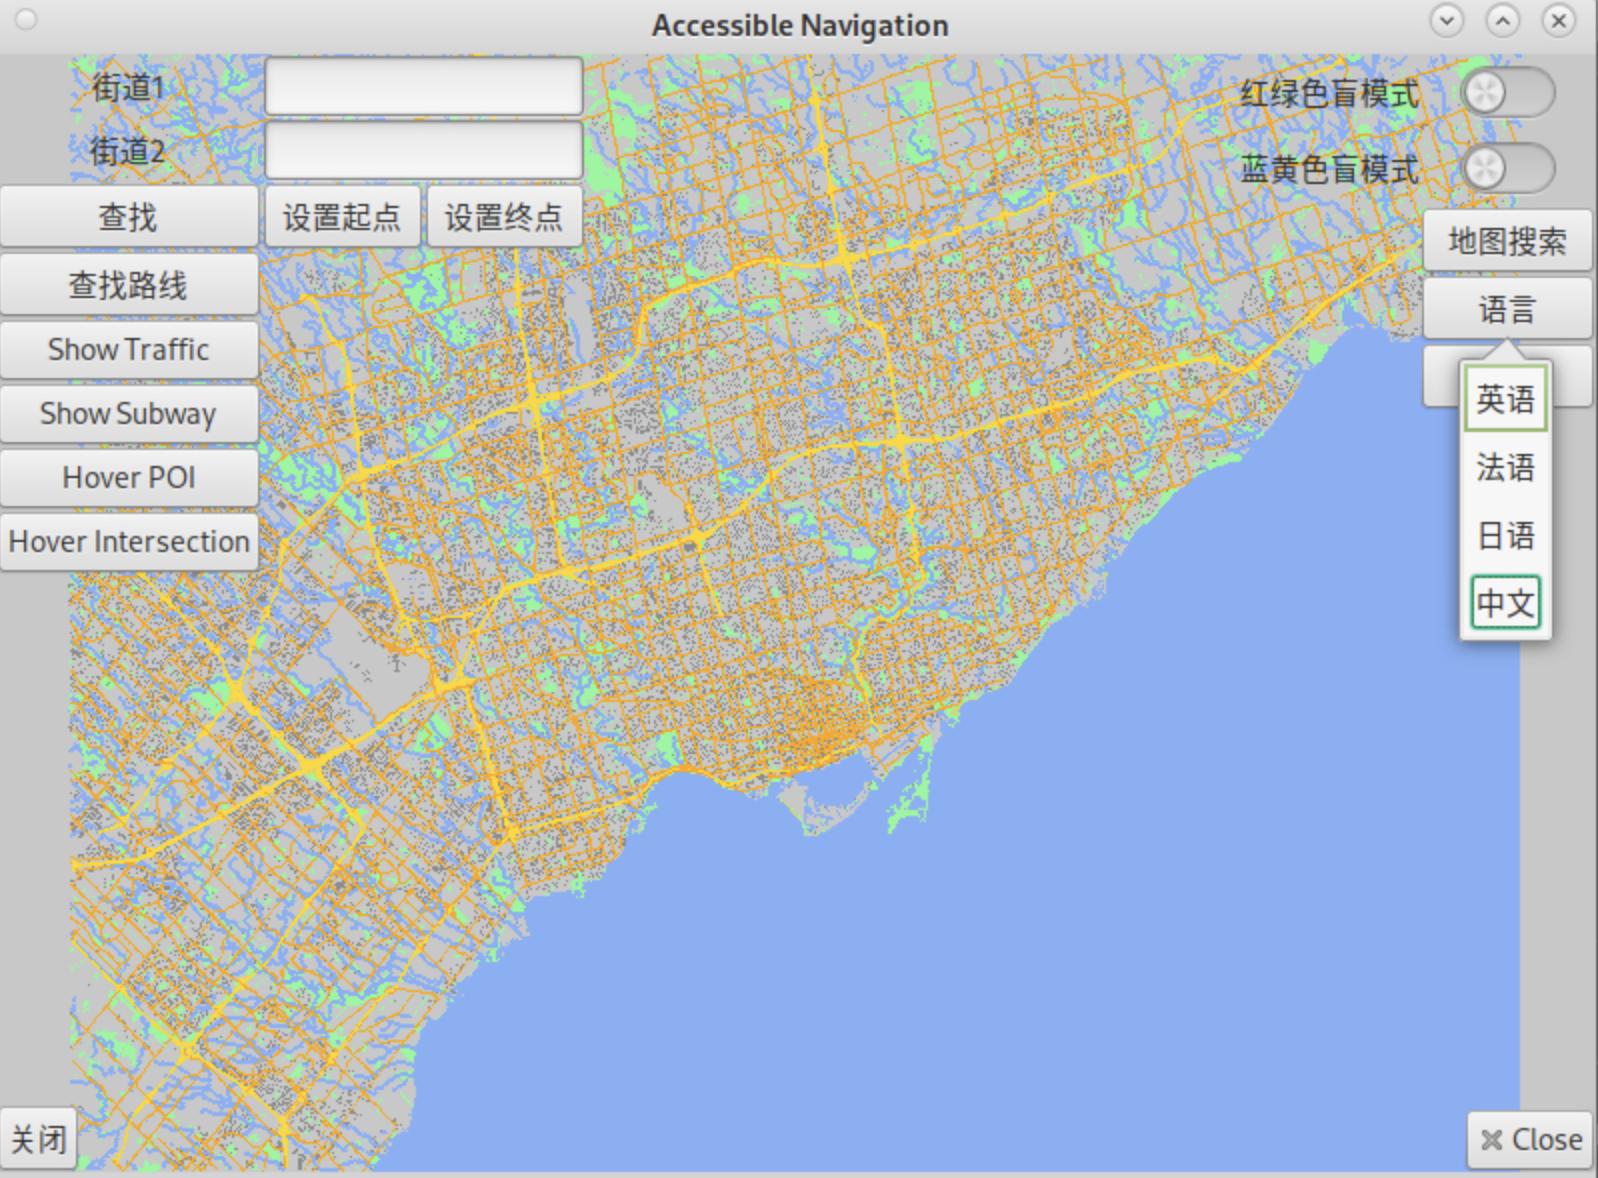 Accessible Navigation
街道1
红绿色盲模式
街道2
蓝黄色盲模式
查找 设置起点 设置终点
地图搜索
查找路线
语言
Show Traffic
英语
Show Subway
法语
Hover POI
日语
Hover Intersection
中文
关闭
Close